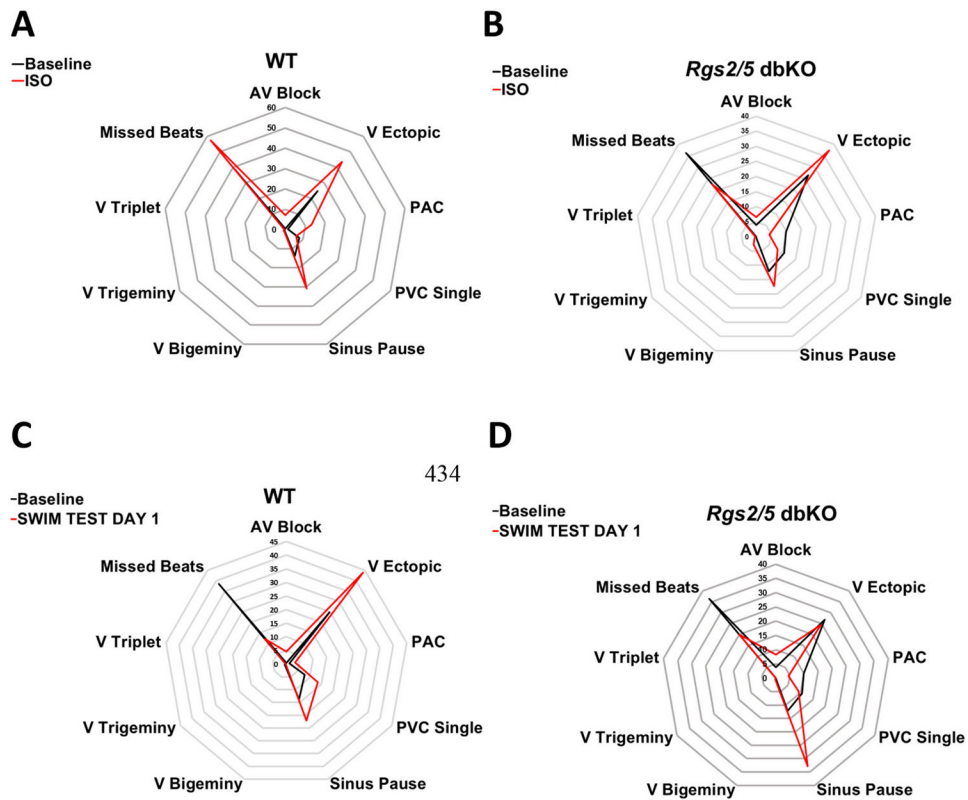 A
WT
–Baseline
–ISO
AV Block
V Ectopic
PAC
PVC Single
Sinus Pause
V Bigeminy
V Trigeminy
V Triplet
Missed Beats
60
50
40
30
20
10
0
B
Rgs2/5 dbKO
–Baseline
–ISO
AV Block
V Ectopic
PAC
PVC Single
Sinus Pause
V Bigeminy
V Trigeminy
V Triplet
Missed Beats
40
35
30
25
20
15
10
5
0
434
C
WT
-Baseline
-SWIM TEST DAY 1
AV Block
V Ectopic
PAC
PVC Single
Sinus Pause
V Bigeminy
V Trigeminy
V Triplet
Missed Beats
45
40
35
30
25
20
15
10
5
0
D
Rgs2/5 dbKO
-Baseline
-SWIM TEST DAY 1
AV Block
V Ectopic
PAC
PVC Single
Sinus Pause
V Bigeminy
V Trigeminy
V Triplet
Missed Beats
40
35
30
25
20
15
10
5
0